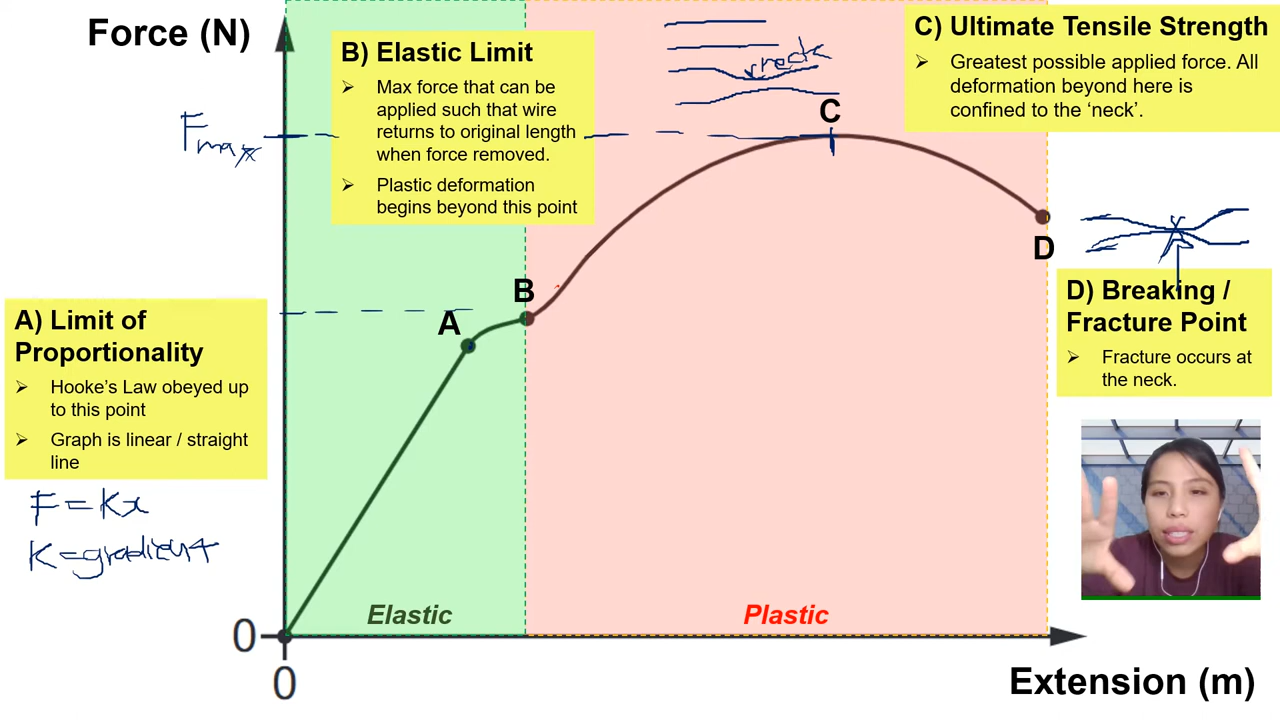 Force (N)
B) Elastic Limit
➢ Max force that can be
applied such that wire
returns to original length
when force removed.
➢ Plastic deformation
begins beyond this point
neck
C) Ultimate Tensile Strength
➢ Greatest possible applied force. All
deformation beyond here is
confined to the ‘neck’.
C
Fmax
D
B
A
A) Limit of
Proportionality
➢ Hooke’s Law obeyed up
to this point
➢ Graph is linear / straight
line
D) Breaking /
Fracture Point
➢ Fracture occurs at
the neck.
F = Kx
K = gradient
Elastic
Plastic
0
0
Extension (m)